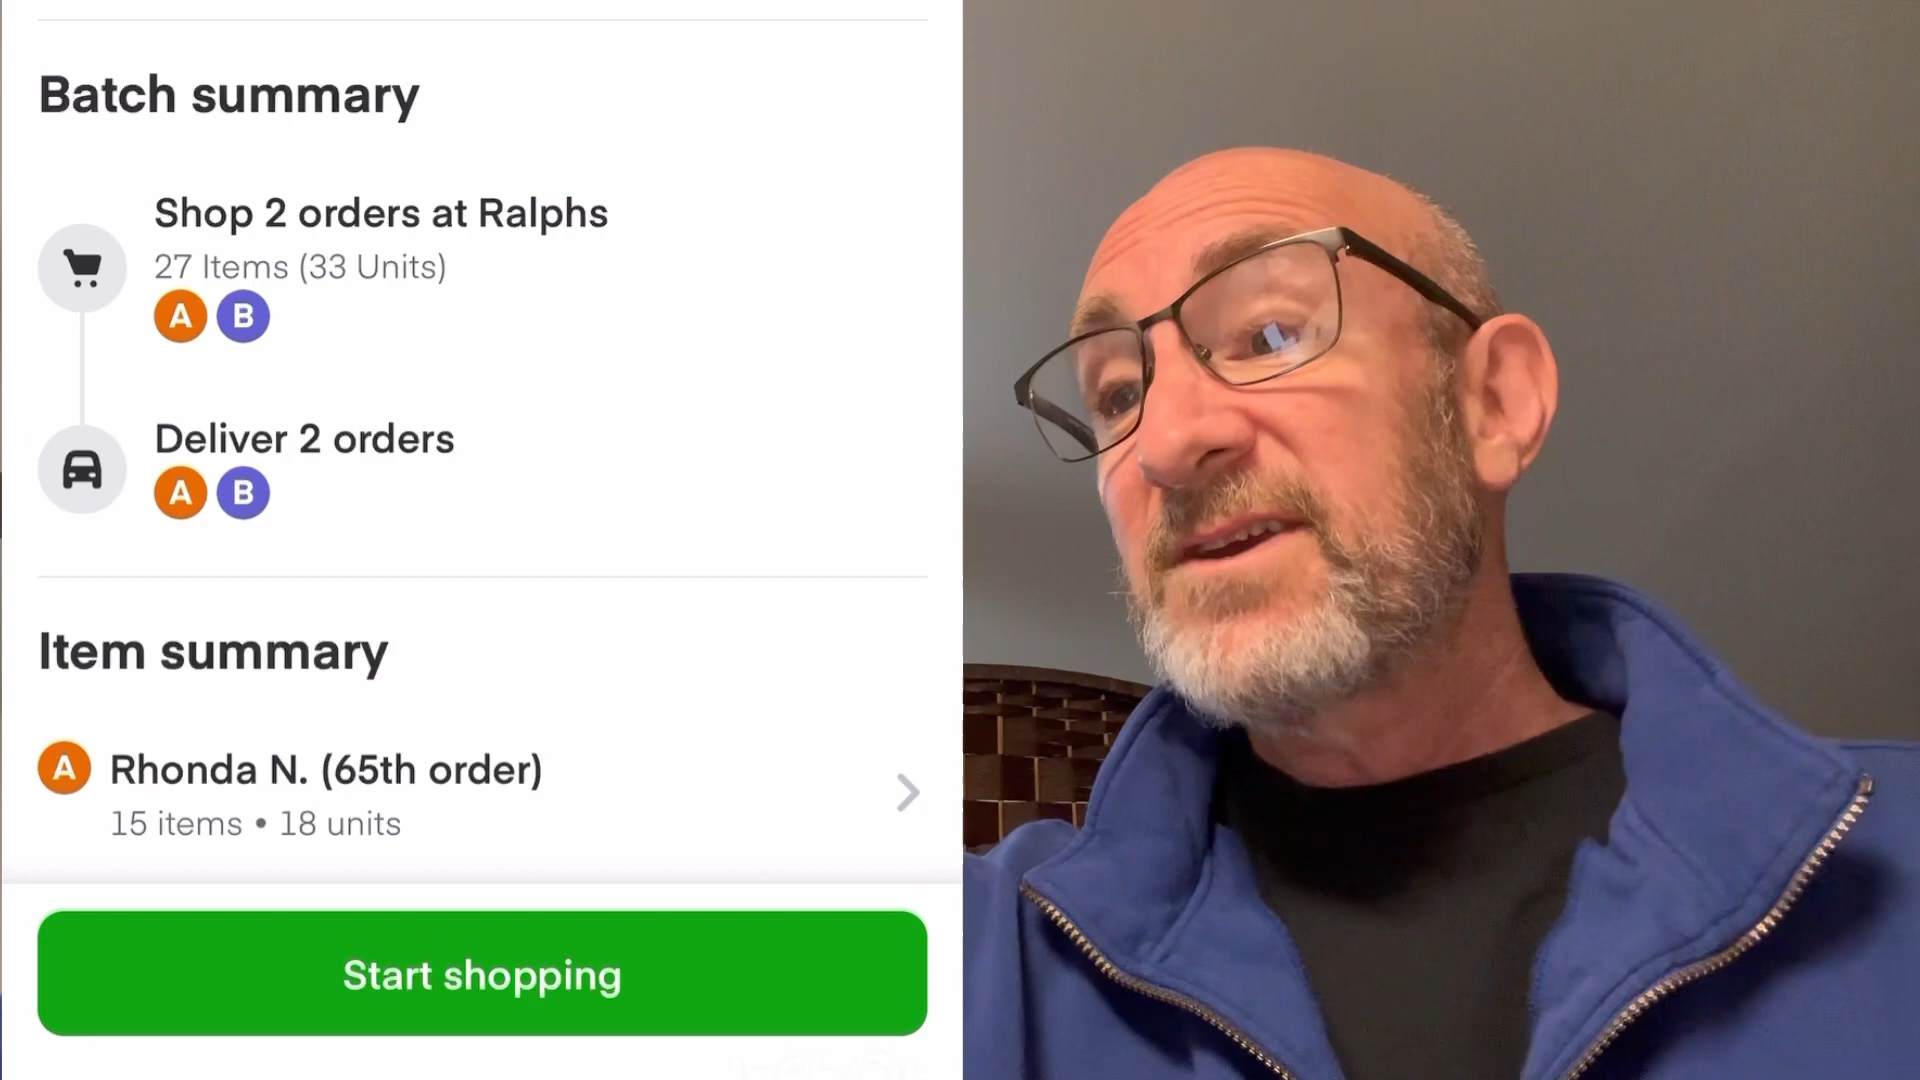 Batch summary
Shop 2 orders at Ralphs
27 Items (33 Units)
A B
Deliver 2 orders
A B
Item summary
A Rhonda N. (65th order)
15 items • 18 units
Start shopping